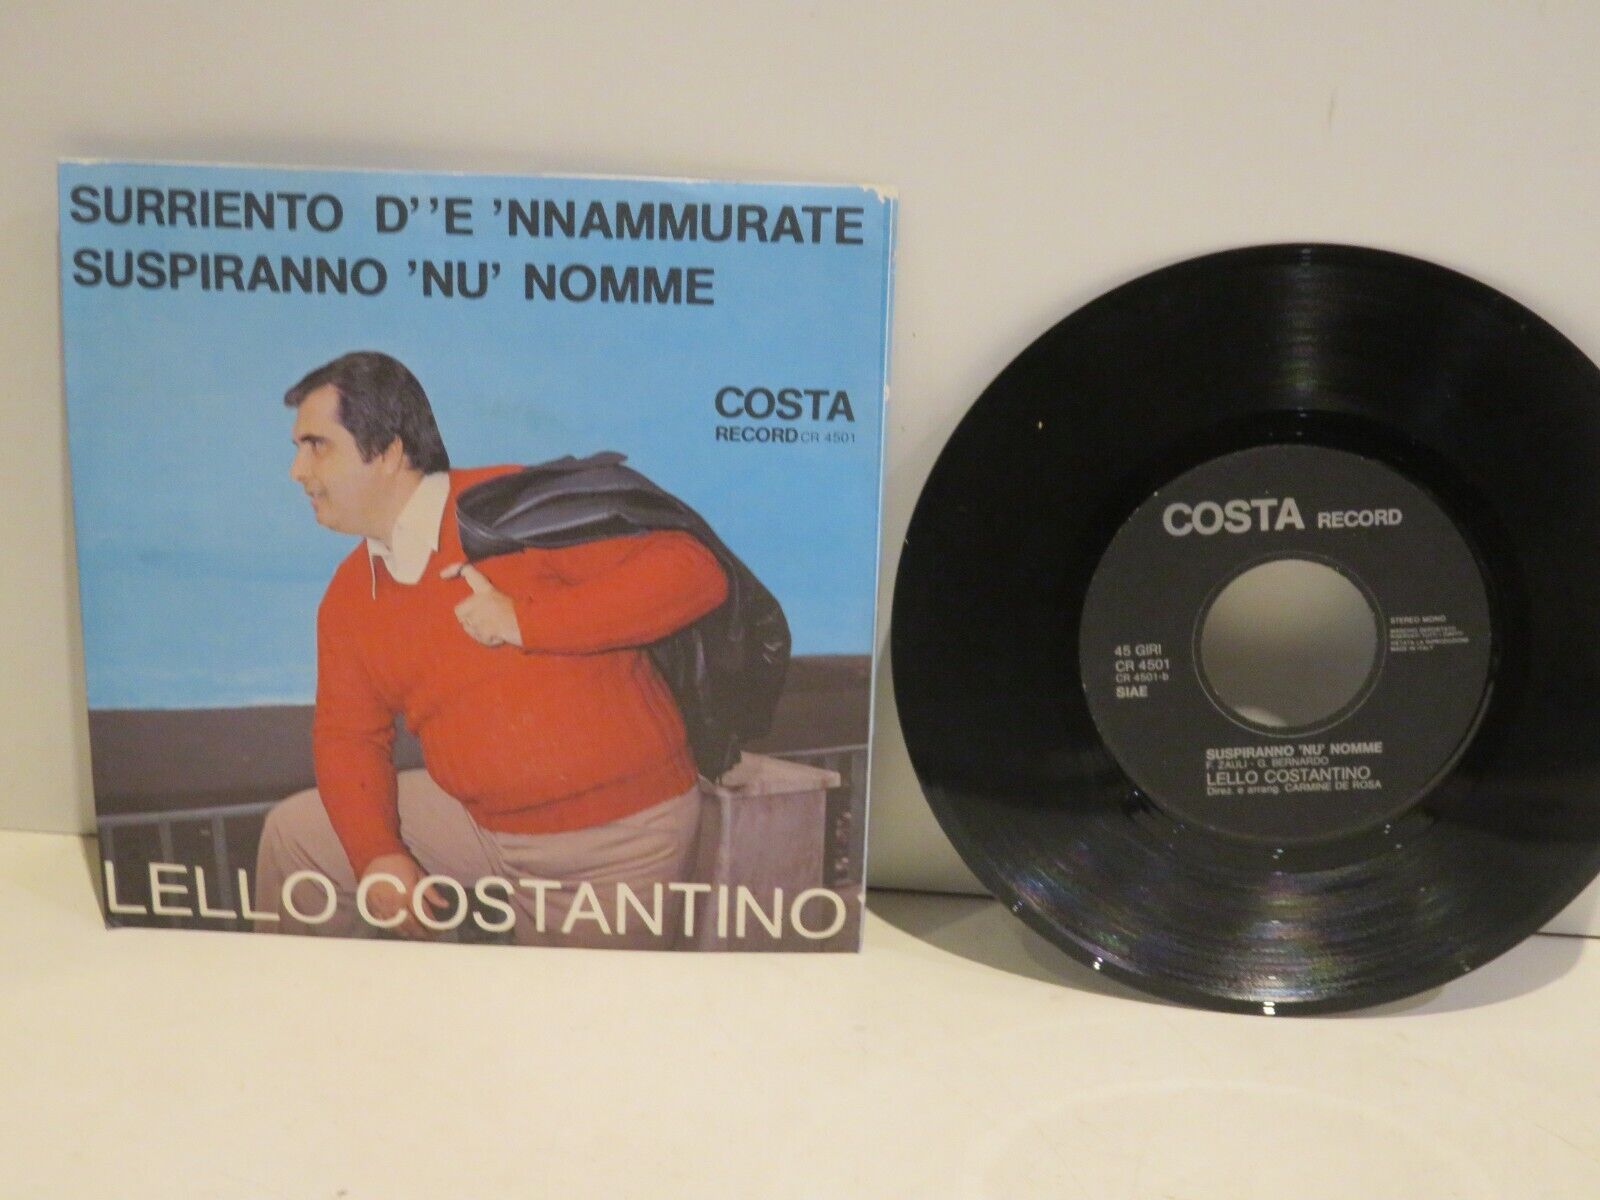 SURRIENTO D''E 'NNAMMURATE
SUSPIRANNO 'NU' NOMME
COSTA
RECORD CR 4501
LELLO COSTANTINO
COSTA RECORD
45 GIRI
CR 4501
CR 4501-b
SIAE
STEREO MONO
MADE IN ITALY
SUSPIRANNO 'NU' NOMME
F. ZAULI - G. BERNARDO
LELLO COSTANTINO
Direz. e arrang. CARMINE DE ROSA